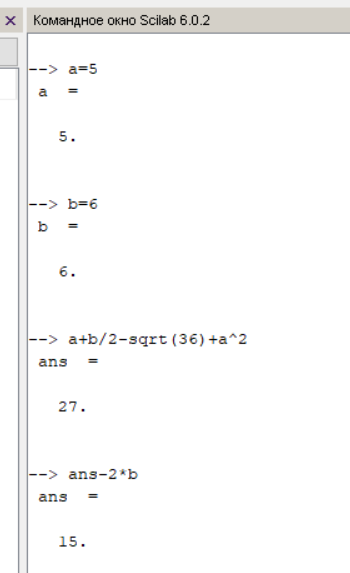 Командное окно Scilab 6.0.2
--> a=5
a  =
5.
--> b=6
b  =
6.
--> a+b/2-sqrt(36)+a^2
ans  =
27.
--> ans-2*b
ans  =
15.